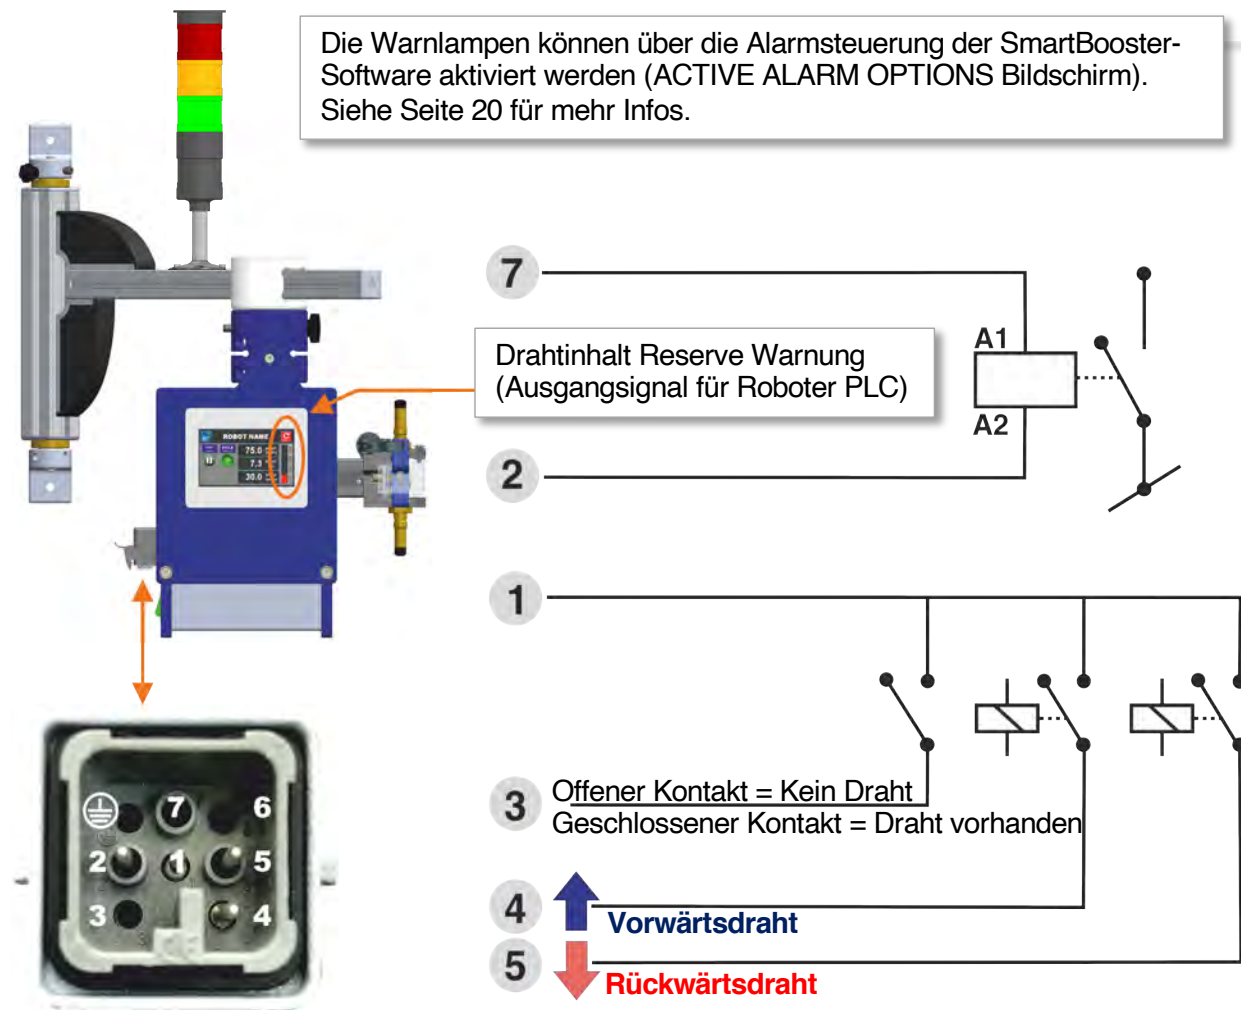 Die Warnlampen können über die Alarmsteuerung der SmartBooster-
Software aktiviert werden (ACTIVE ALARM OPTIONS Bildschirm).
Siehe Seite 20 für mehr Infos.
7
A1
Drahtinhalt Reserve Warnung
(Ausgangsignal für Roboter PLC)
A2
2
ROBOT NAME
75.0
7.3
30.0
1
3 Offener Kontakt = Kein Draht
Geschlossener Kontakt = Draht vorhanden
4 Vorwärtsdraht
5 Rückwärtsdraht
7 6
2 1 5
3 4